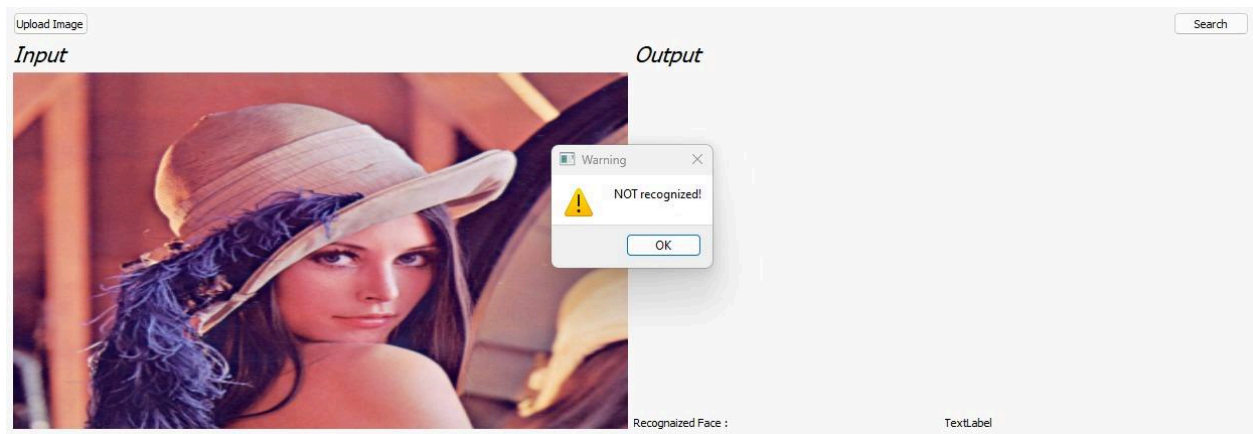 Upload Image
Search
Input
Output
Warning
NOT recognized!
OK
Recognaized Face :
TextLabel